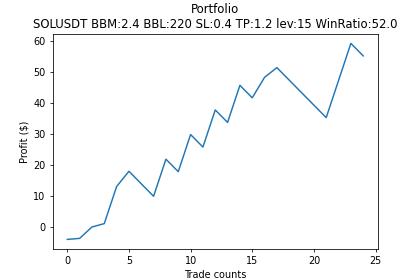 Portfolio
SOLUSDT BBM:2.4 BBL:220 SL:0.4 TP:1.2 lev:15 WinRatio:52.0
Profit ($)
60
50
40
30
20
10
0
0 5 10 15 20 25
Trade counts